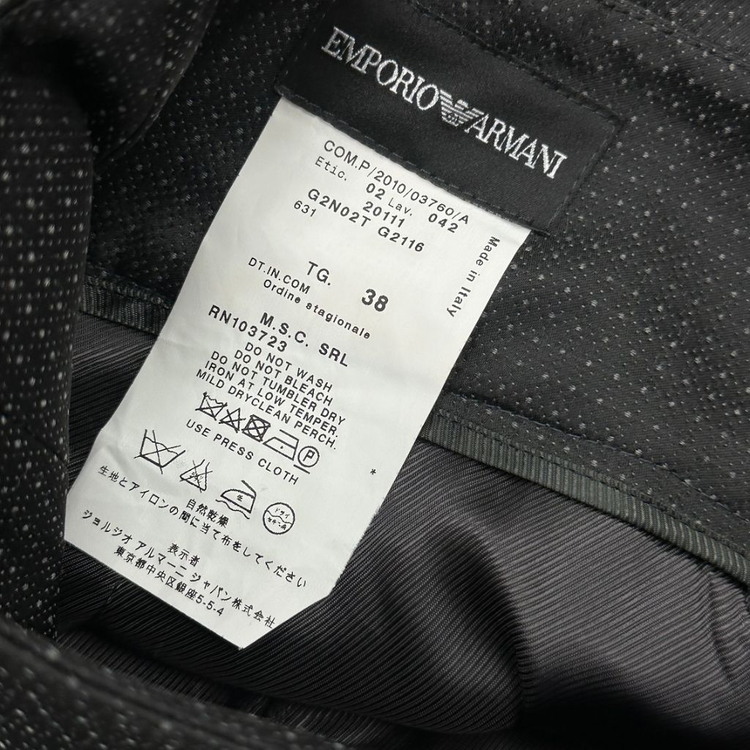 EMPORIO ARMANI
COM.P/2010/03760/A
Etic. 02 Lav. 042
20111
G2N02T G2116
631
Made in Italy
TG. 38
DT.IN.COM
Ordine stagionale
M.S.C. SRL
RN103723
DO NOT WASH
DO NOT BLEACH
DO NOT TUMBLER DRY
IRON AT LOW TEMPER.
MILD DRYCLEAN PERCH.
P
USE PRESS CLOTH
*
自然乾燥
生地とアイロンの間に当て布をしてください
表示者
ジョルジオ アルマーニ ジャパン株式会社
東京都中央区銀座5-5-4